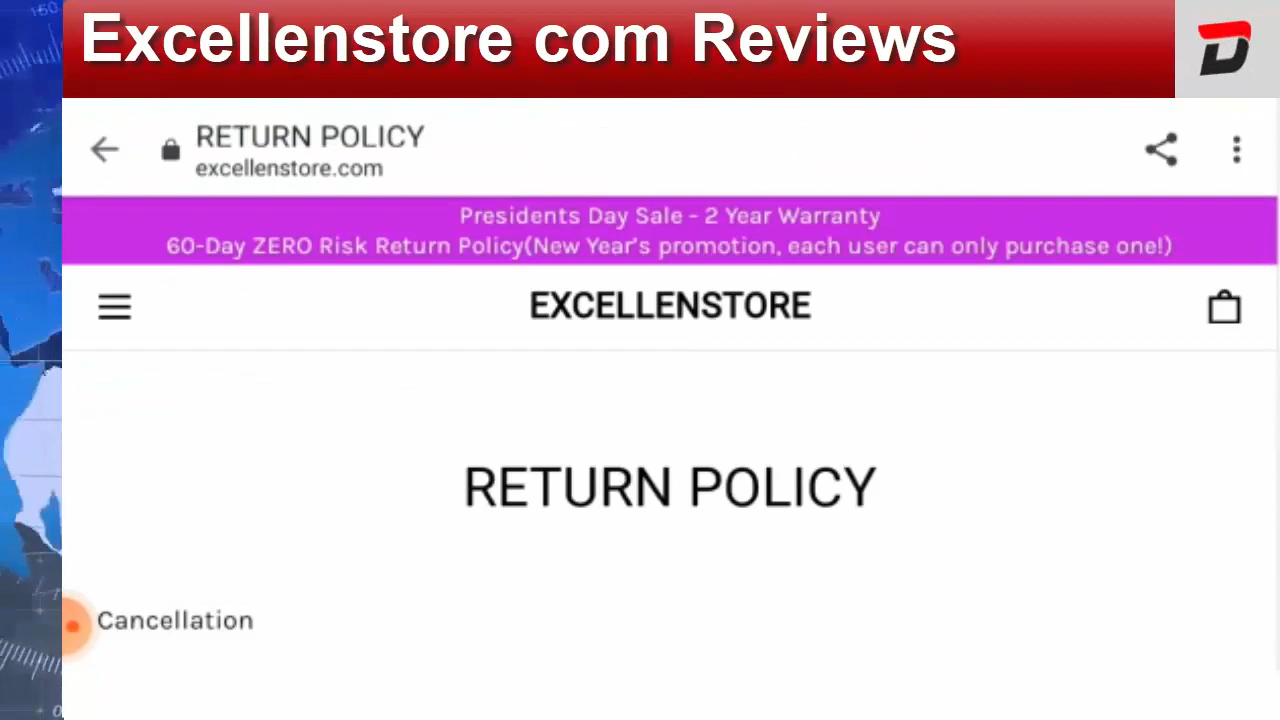 Excellenstore com Reviews
RETURN POLICY
excellenstore.com
Presidents Day Sale - 2 Year Warranty
60-Day ZERO Risk Return Policy(New Year's promotion, each user can only purchase one!)
EXCELLENSTORE
RETURN POLICY
Cancellation